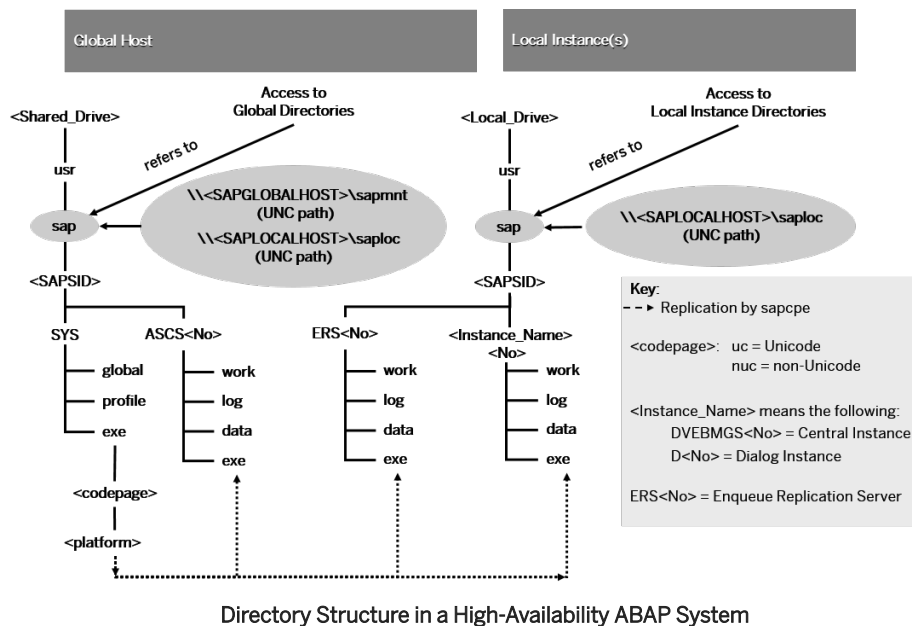 Global Host
Local Instance(s)
Access to
Global Directories
Access to
Local Instance Directories
<Shared_Drive>
<Local_Drive>
refers to
refers to
usr
usr
\\<SAPGLOBALHOST>\sapmnt
(UNC path)
\\<SAPLOCALHOST>\saploc
(UNC path)
\\<SAPLOCALHOST>\saploc
(UNC path)
sap
sap
<SAPSID>
<SAPSID>
SYS
global
profile
exe
<codepage>
<platform>
ASCS<No>
work
log
data
exe
ERS<No>
work
log
data
exe
<Instance_Name>
<No>
work
log
data
exe
Key:
Replication by sapcpe
<codepage>: uc = Unicode
nuc = non-Unicode
<Instance_Name> means the following:
DVEBMGS<No> = Central Instance
D<No> = Dialog Instance
ERS<No> = Enqueue Replication Server
Directory Structure in a High-Availability ABAP System